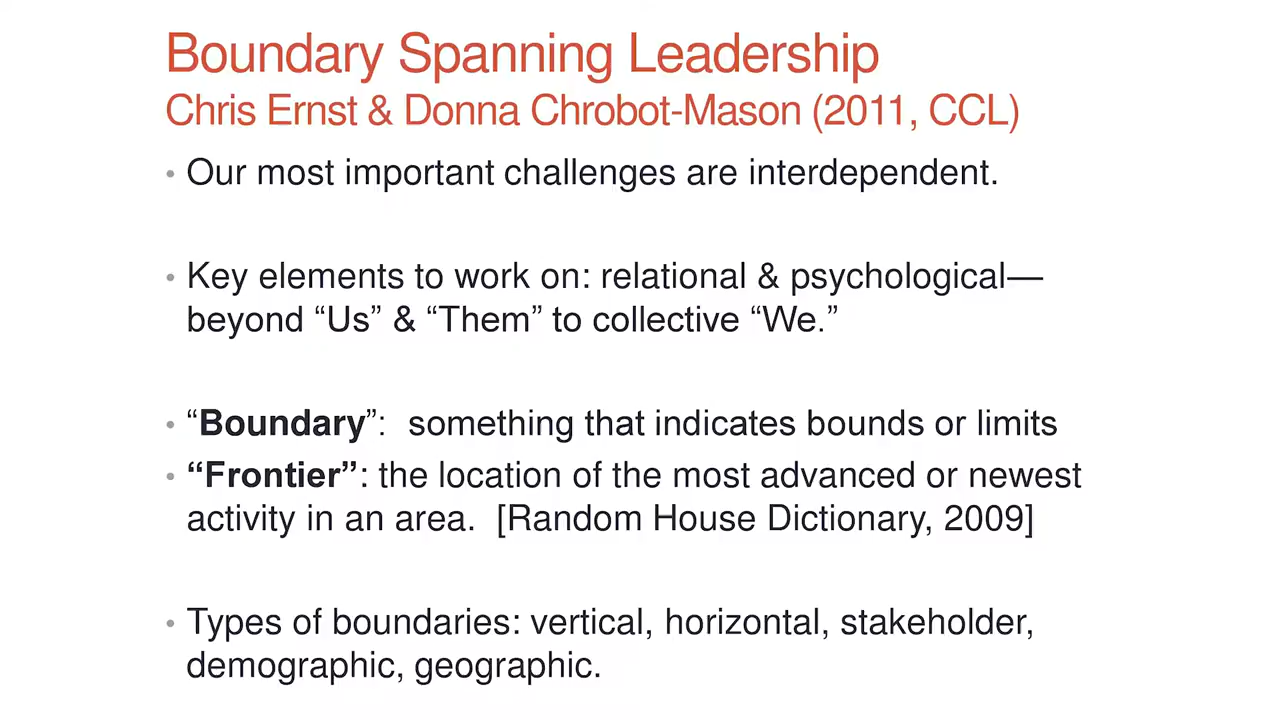 Boundary Spanning Leadership
Chris Ernst & Donna Chrobot-Mason (2011, CCL)
• Our most important challenges are interdependent.
• Key elements to work on: relational & psychological—
beyond “Us” & “Them” to collective “We.”
• “Boundary”:  something that indicates bounds or limits
• “Frontier”: the location of the most advanced or newest
activity in an area.  [Random House Dictionary, 2009]
• Types of boundaries: vertical, horizontal, stakeholder,
demographic, geographic.